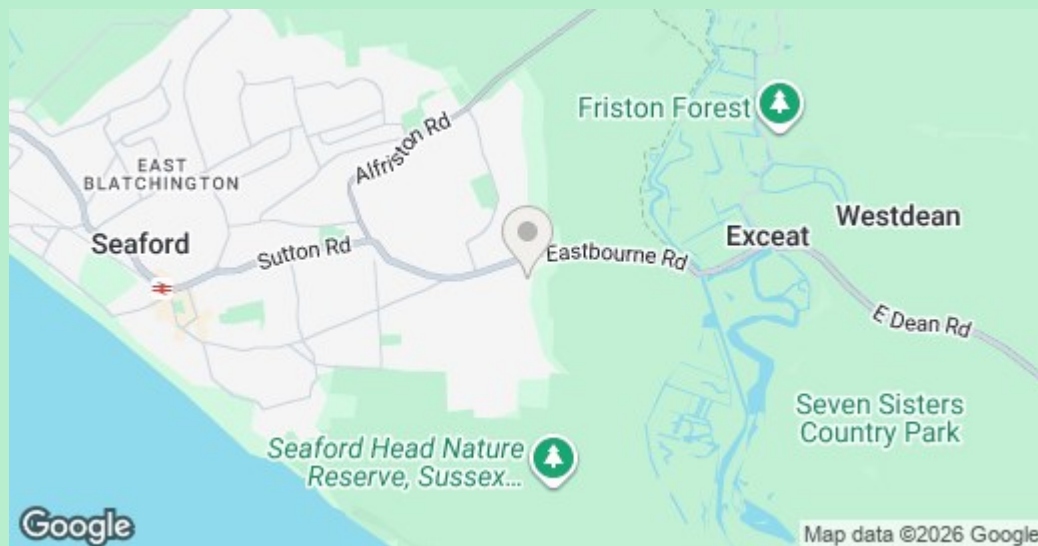 Friston Forest
Alfriston Rd
EAST
BLATCHINGTON
Westdean
Exceat
Seaford
Sutton Rd
Eastbourne Rd
E Dean Rd
Seven Sisters
Country Park
Seaford Head Nature
Reserve, Sussex...
Google
Map data ©2026 Google